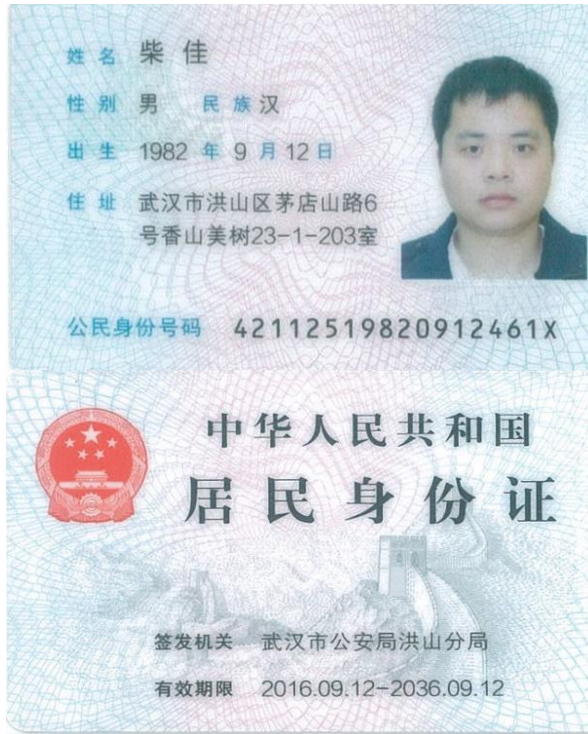 姓名 柴佳
性别 男 民族 汉
出生 1982 年 9 月 12 日
住址 武汉市洪山区茅店山路6
号香山美树23-1-203室
公民身份号码 42112519820912461X
中华人民共和国
居民身份证
签发机关 武汉市公安局洪山分局
有效期限 2016.09.12-2036.09.12